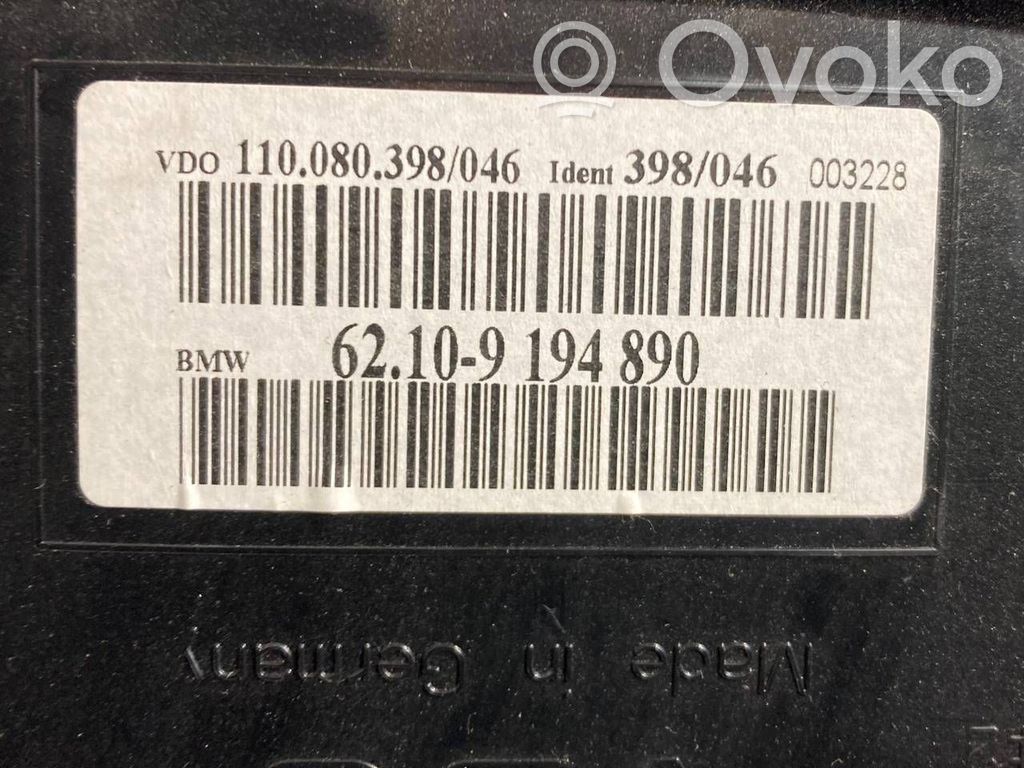 Ovoko
VDO 110.080.398/046 Ident 398/046 003228
BMW 62.10-9 194 890
Made in Germany